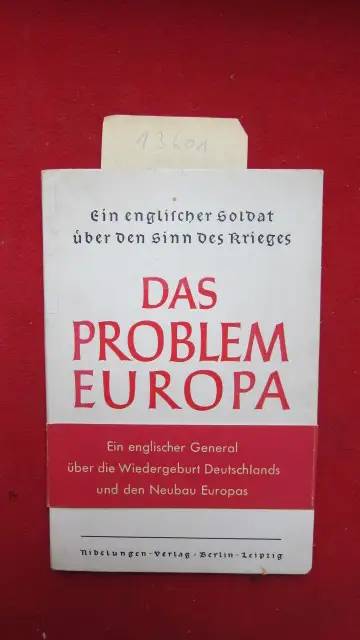 13601
Ein englischer Soldat
über den Sinn des Krieges
DAS
PROBLEM
EUROPA
Ein englischer General
über die Wiedergeburt Deutschlands
und den Neubau Europas
Nibelungen-Verlag-Berlin-Leipzig